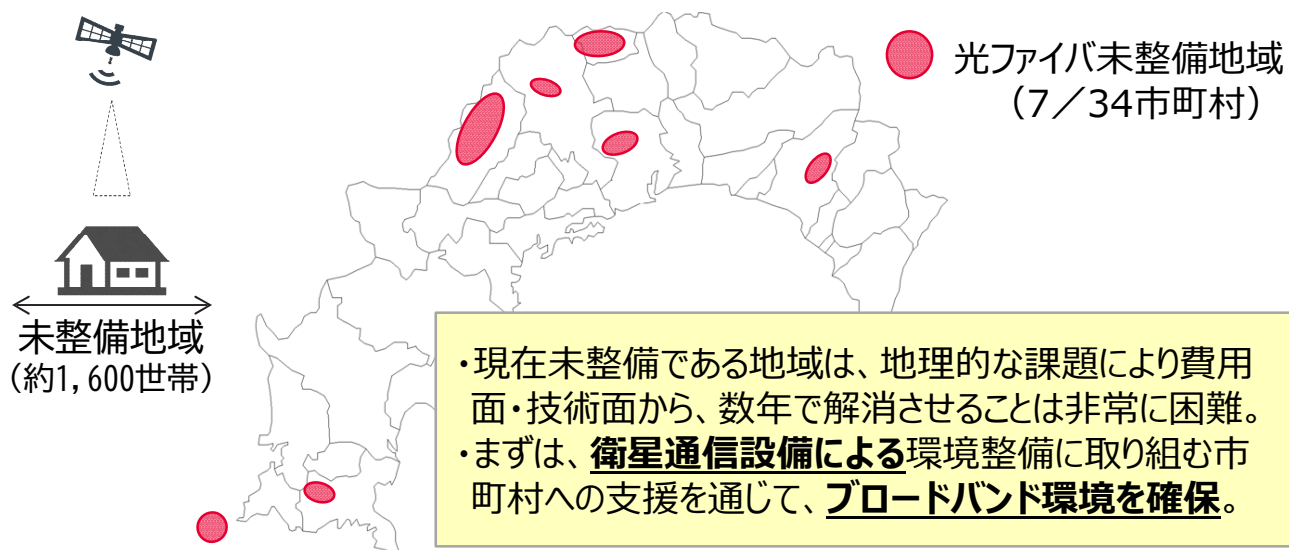 光ファイバ未整備地域
（7／34市町村）
未整備地域
（約1,600世帯）
・現在未整備である地域は、地理的な課題により費用
面・技術面から、数年で解消させることは非常に困難。
・まずは、衛星通信設備による環境整備に取り組む市
町村への支援を通じて、ブロードバンド環境を確保。